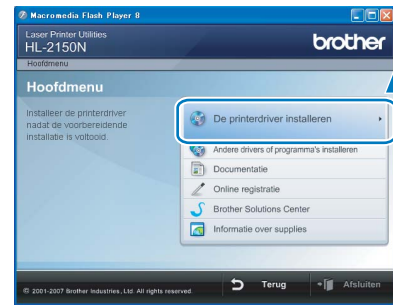 Macromedia Flash Player 8
Laser Printer Utilities
HL-2150N
brother
Hoofdmenu
Hoofdmenu
Installeer de printerdriver
nadat de voorbereidende
installatie is voltooid.
De printerdriver installeren
Andere drivers of programma's installeren
Documentatie
Online registratie
Brother Solutions Center
Informatie over supplies
© 2001-2007 Brother Industries, Ltd. All rights reserved.
Terug
Afsluiten